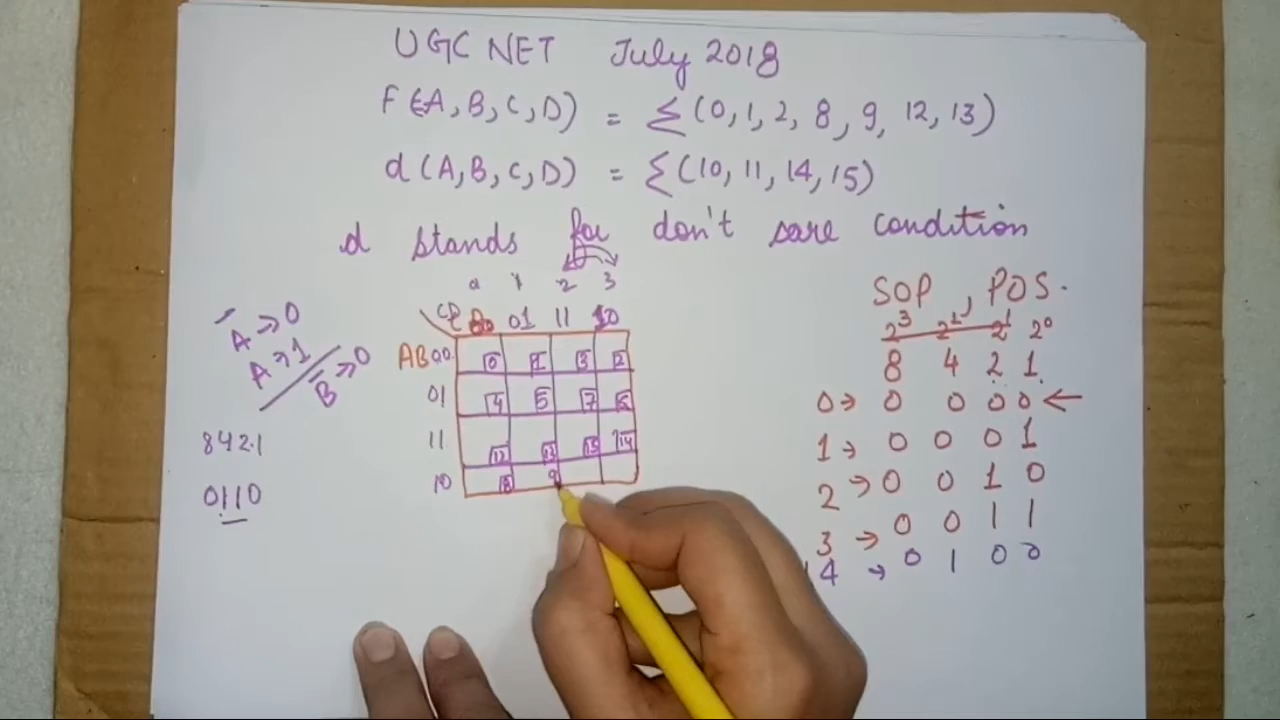 UGC NET July 2018
F(A, B, C, D) = Σ(0, 1, 2, 8, 9, 12, 13)
d(A, B, C, D) = Σ(10, 11, 14, 15)
d stands for don't sare condition
0 1 2 3
CD 00 01 11 10
AB 00 0 1 3 2
01 4 5 7 6
11 12 13 15 14
10 8 9
A → 0
A → 1
B̅ → 0
8421
0110
SOP, POS.
2³ 2¹ 2¹ 2⁰
8 4 2 1
0 → 0 0 0 0 ←
1 → 0 0 0 1
2 → 0 0 1 0
3 → 0 0 1 1
4 → 0 1 0 0